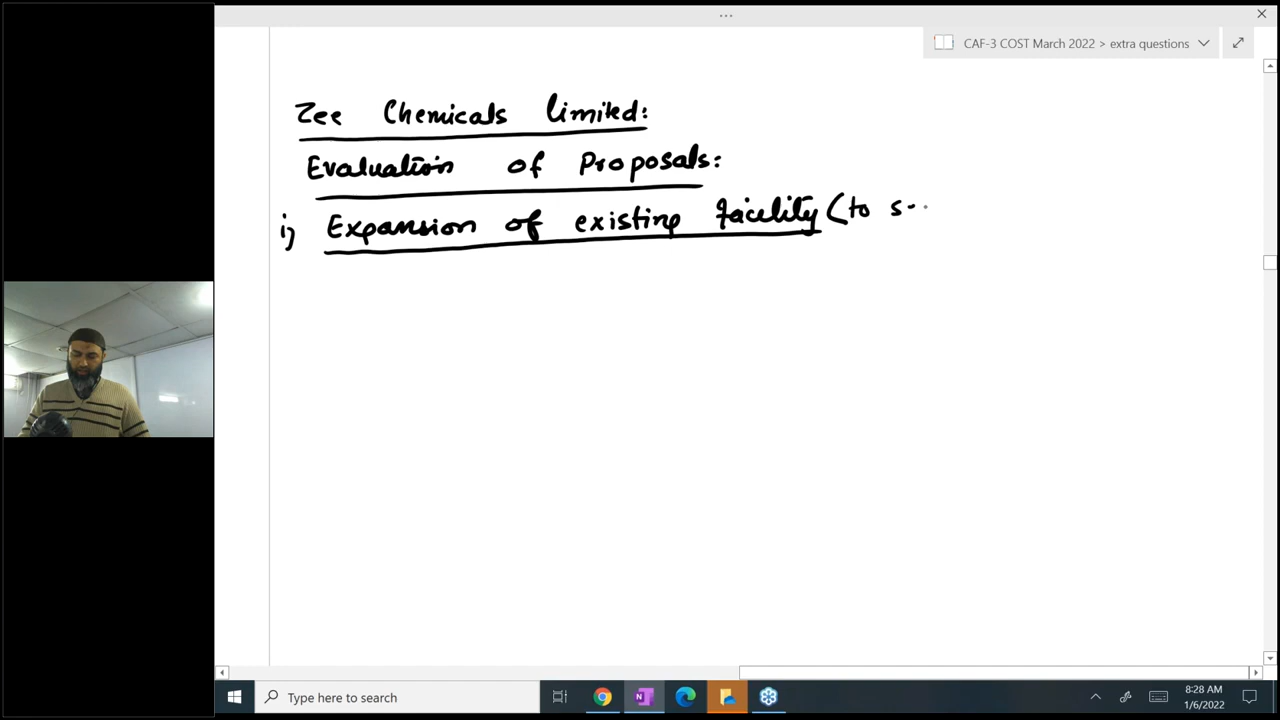 CAF-3 COST March 2022 > extra questions
Zee Chemicals Limited:
Evaluation of Proposals:
i) Expansion of existing facility (to s
Type here to search
8:28 AM
1/6/2022